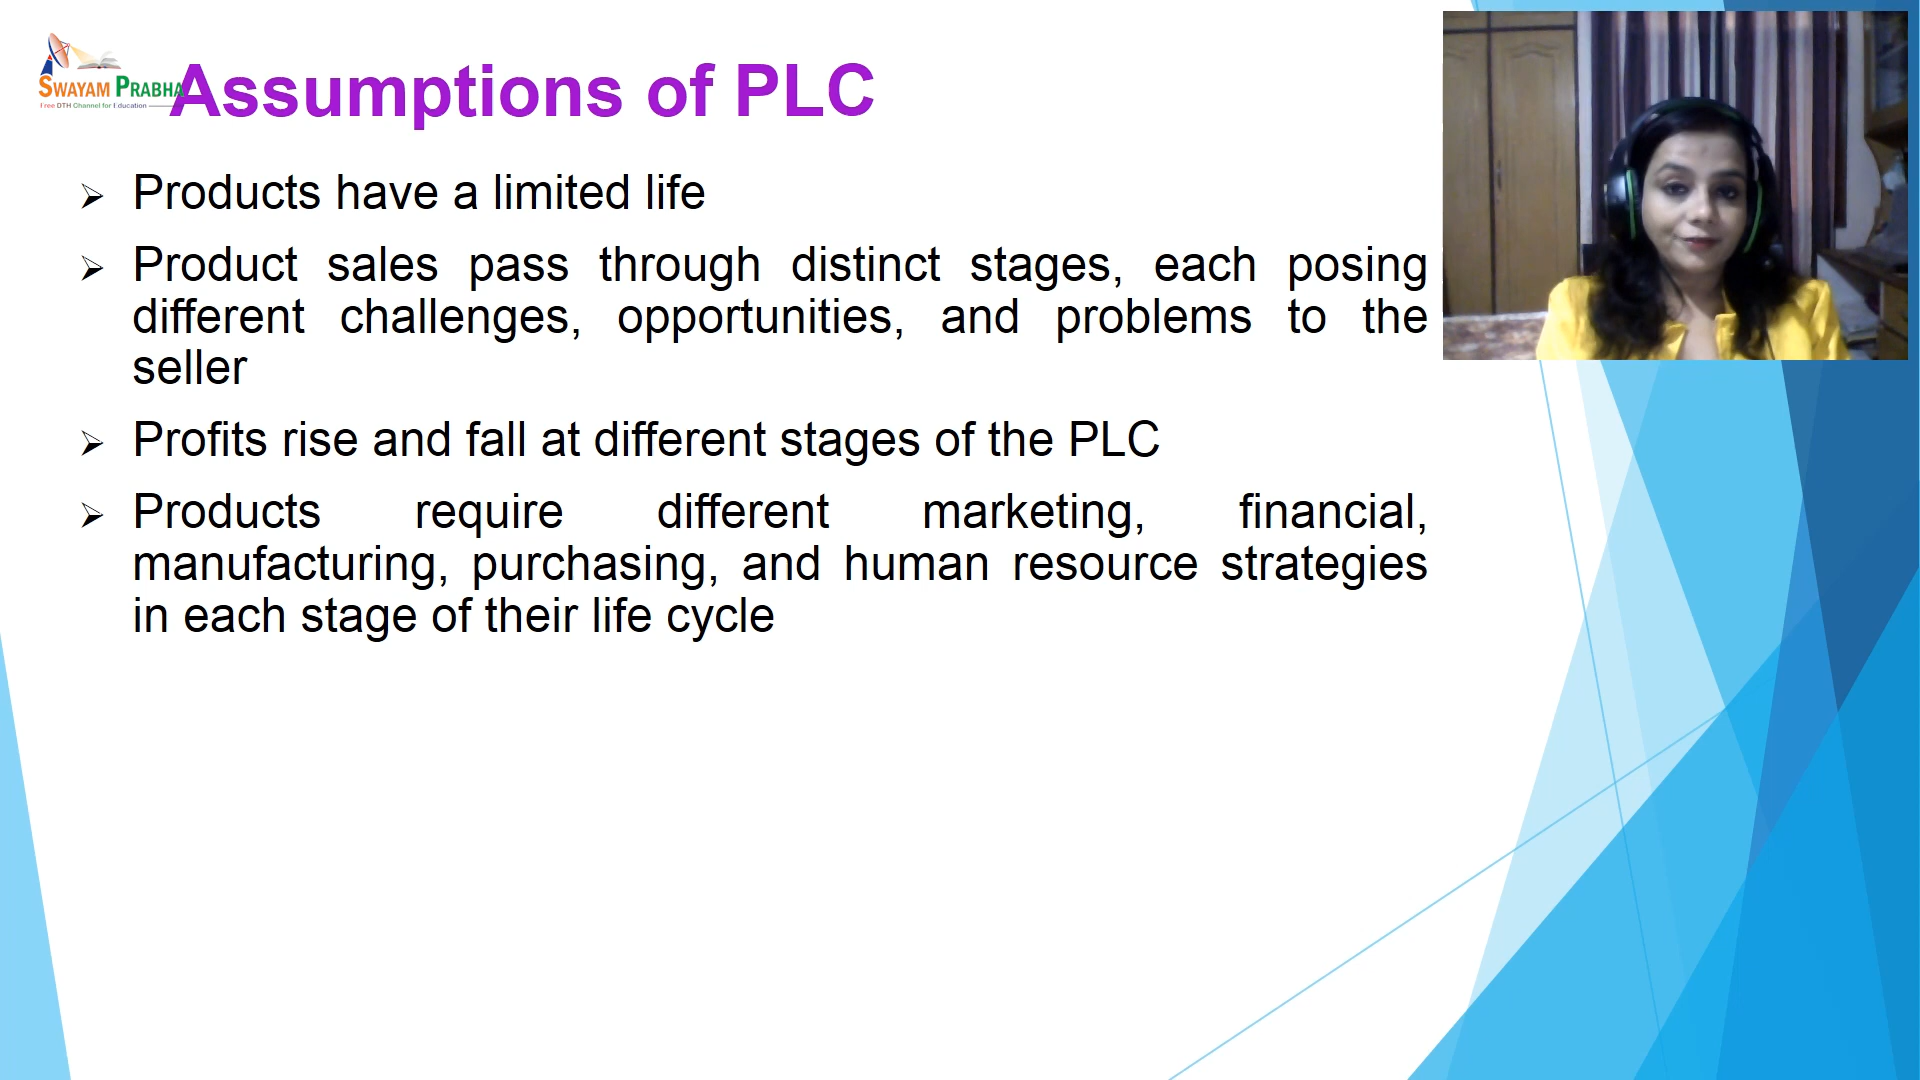 SWAYAM PRABHA
Free DTH Channel for Education
Assumptions of PLC
Products have a limited life
Product sales pass through distinct stages, each posing
different challenges, opportunities, and problems to the
seller
Profits rise and fall at different stages of the PLC
Products require different marketing, financial,
manufacturing, purchasing, and human resource strategies
in each stage of their life cycle